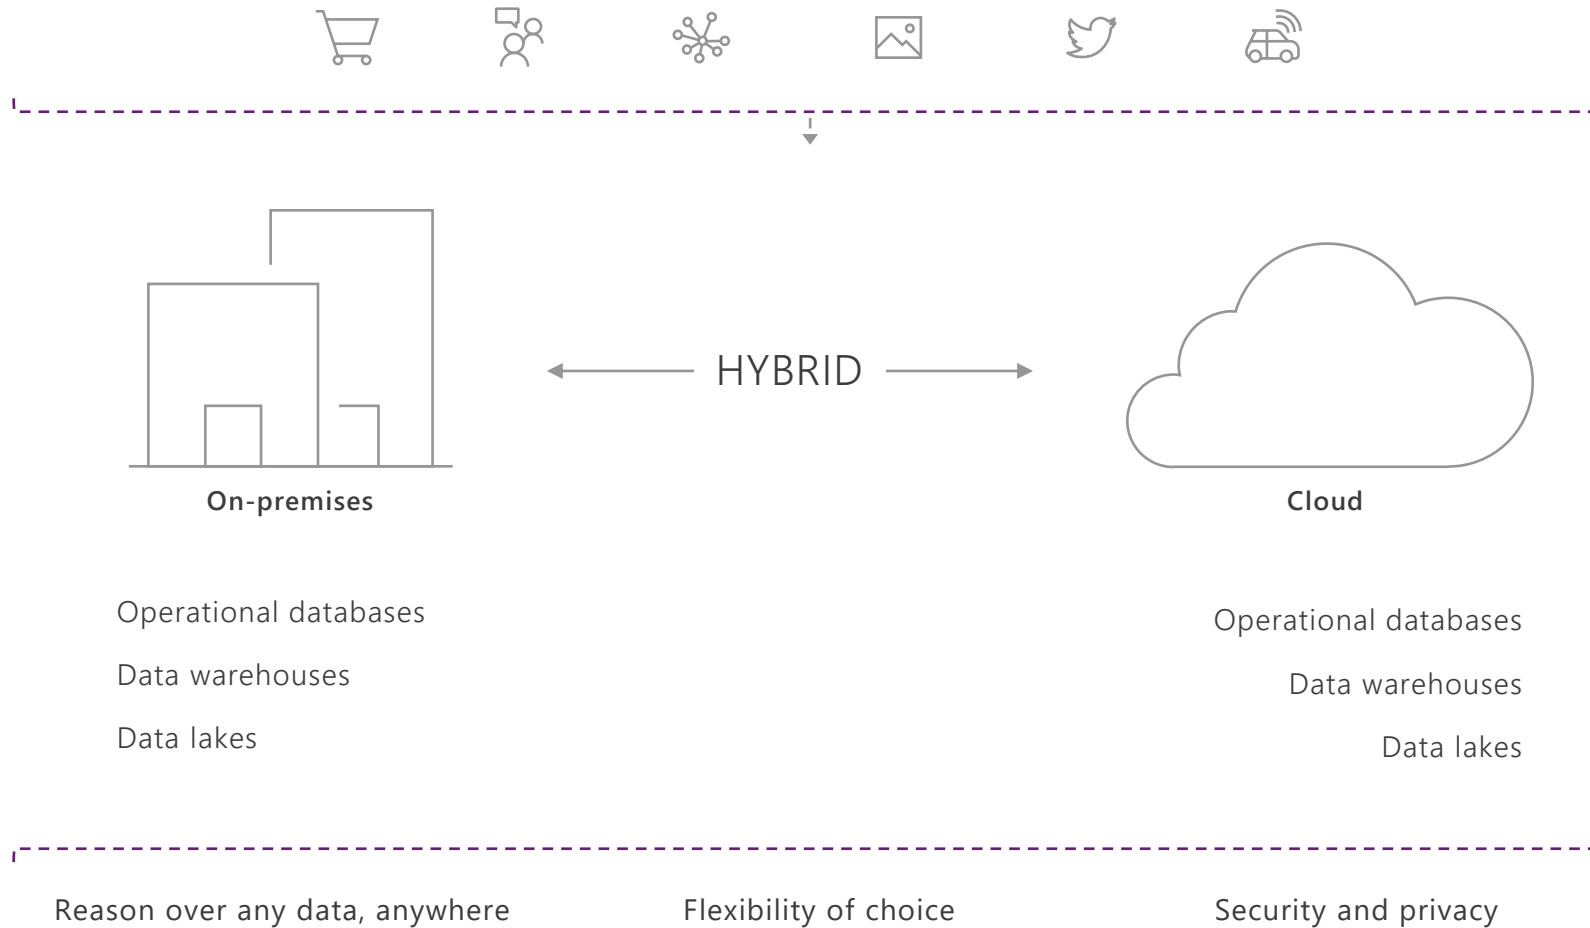 HYBRID
On-premises
Cloud
Operational databases
Data warehouses
Data lakes
Operational databases
Data warehouses
Data lakes
Reason over any data, anywhere
Flexibility of choice
Security and privacy